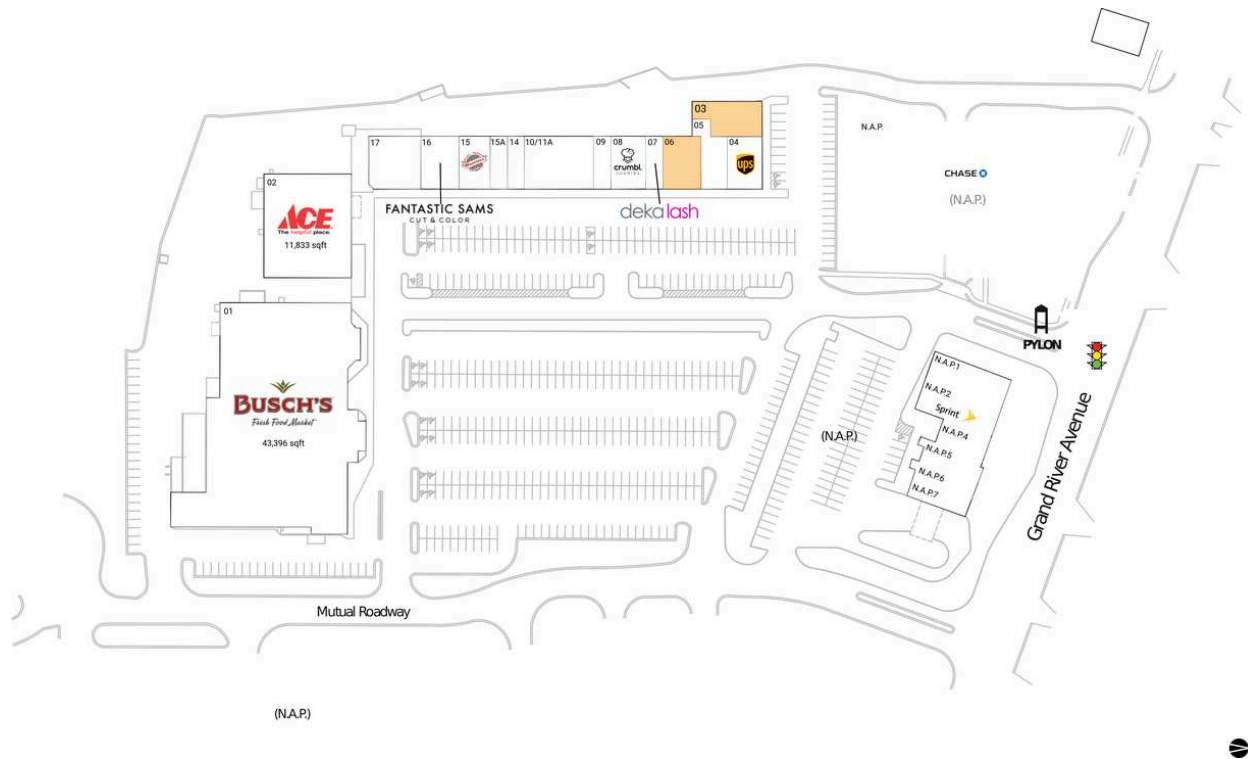 03
05
N.A.P.
17
16
15
15A
14
10/11A
09
08
07
06
04
crumbl
COOKIES
ups
CHASE
(N.A.P.)
02
ACE
The helpful place.
11,833 sqft
FANTASTIC SAMS
CUT & COLOR
deka lash
01
BUSCH'S
Fresh Food Market
43,396 sqft
PYLON
N.A.P.1
N.A.P.2
Sprint
N.A.P.4
N.A.P.5
N.A.P.6
N.A.P.7
(N.A.P.)
Grand River Avenue
Mutual Roadway
(N.A.P.)